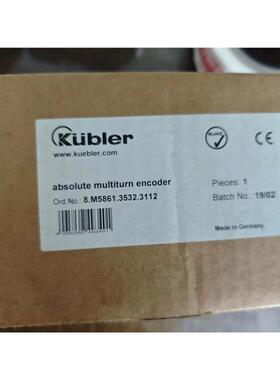 Kübler
www.kuebler.com
RoHS
CE
absolute multiturn encoder
Ord No.: 8.M5861.3532.3112
Pieces: 1
Batch No.: 19/02
Made in Germany